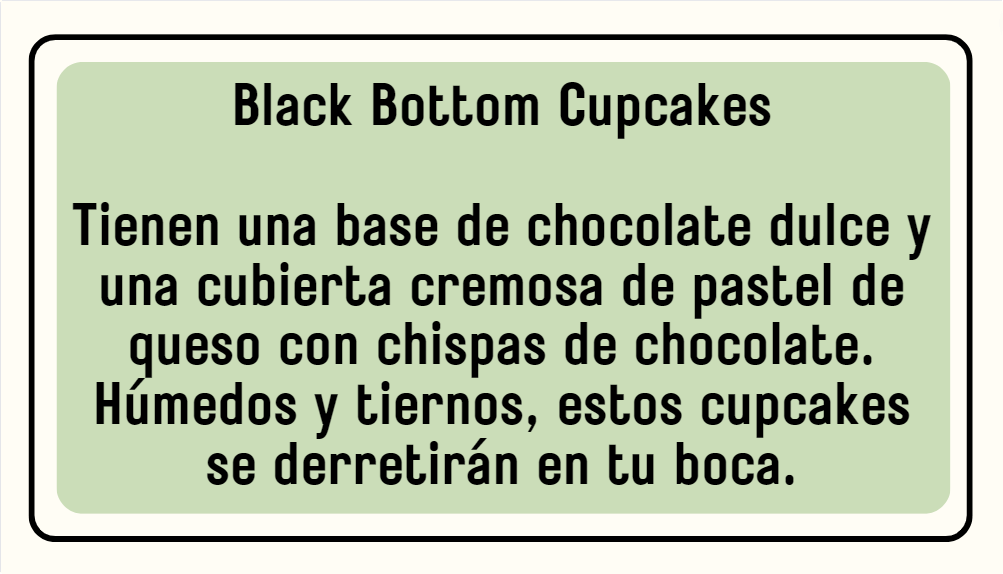 Black Bottom Cupcakes
Tienen una base de chocolate dulce y
una cubierta cremosa de pastel de
queso con chispas de chocolate.
Húmedos y tiernos, estos cupcakes
se derretirán en tu boca.